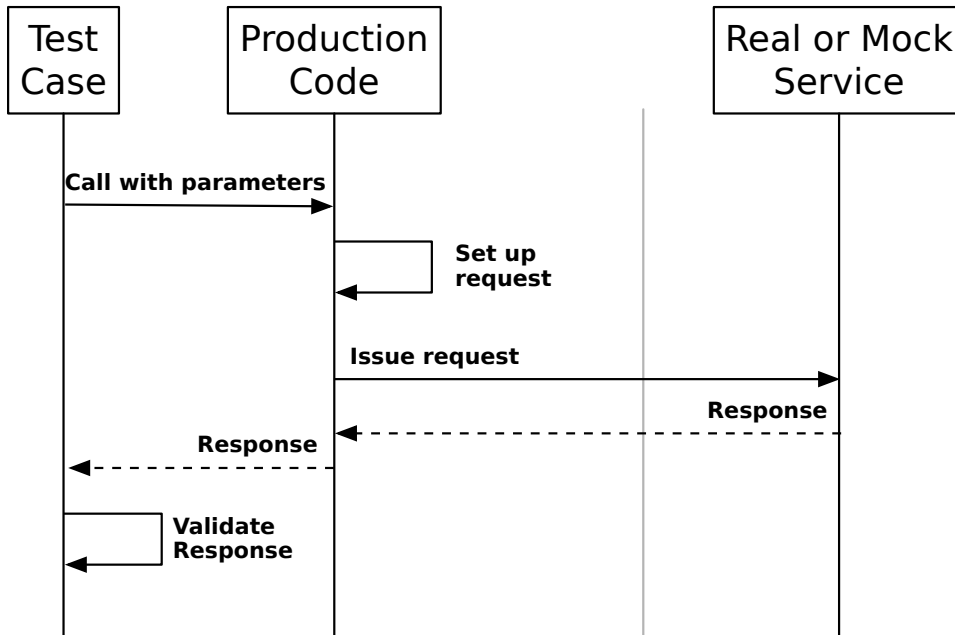 Test
Case
Production
Code
Real or Mock
Service
Call with parameters
Set up
request
Issue request
Response
Response
Validate
Response